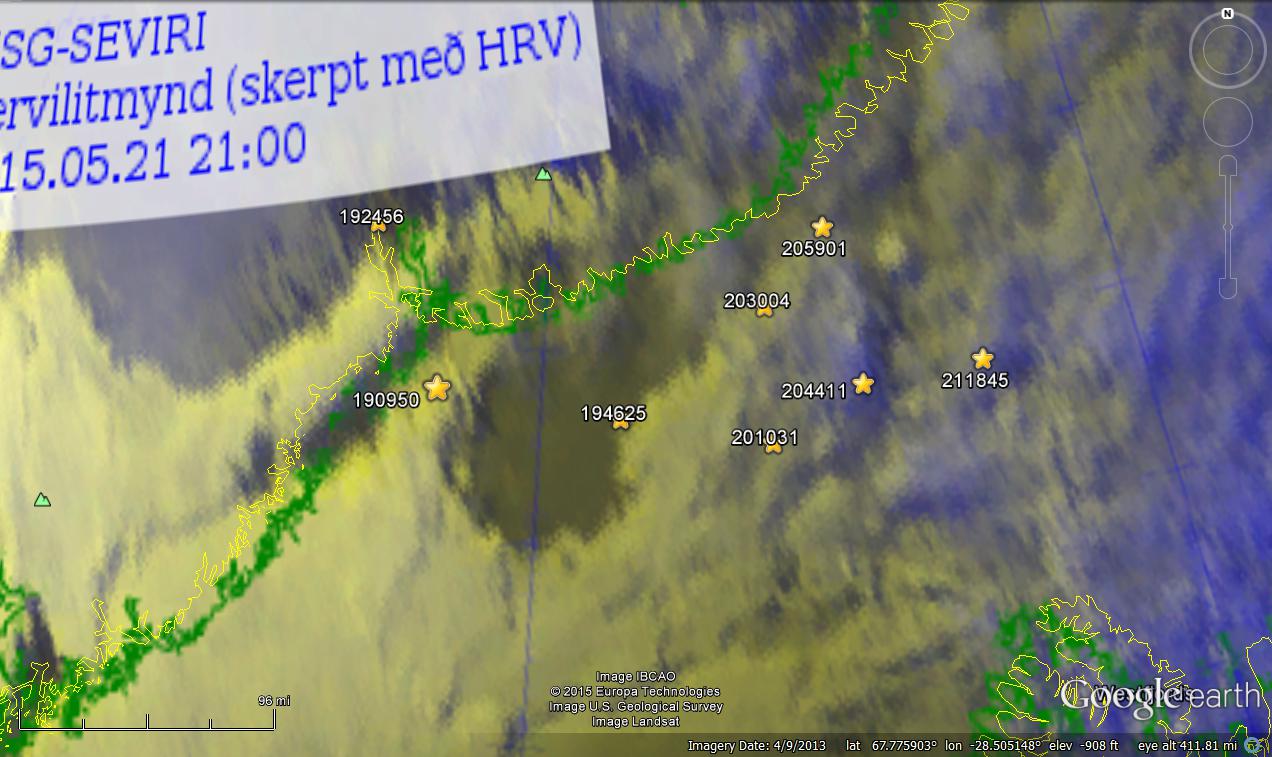 SG-SEVIRI
ervilitmynd (skerpt með HRV)
15.05.21 21:00
N
192456
205901
203004
211845
204411
190950
194625
201031
96 mi
Image IBCAO
© 2015 Europa Technologies
Image U.S. Geological Survey
Image Landsat
Google earth
Imagery Date: 4/9/2013 lat 67.775903° lon -28.505148° elev -908 ft eye alt 411.81 mi